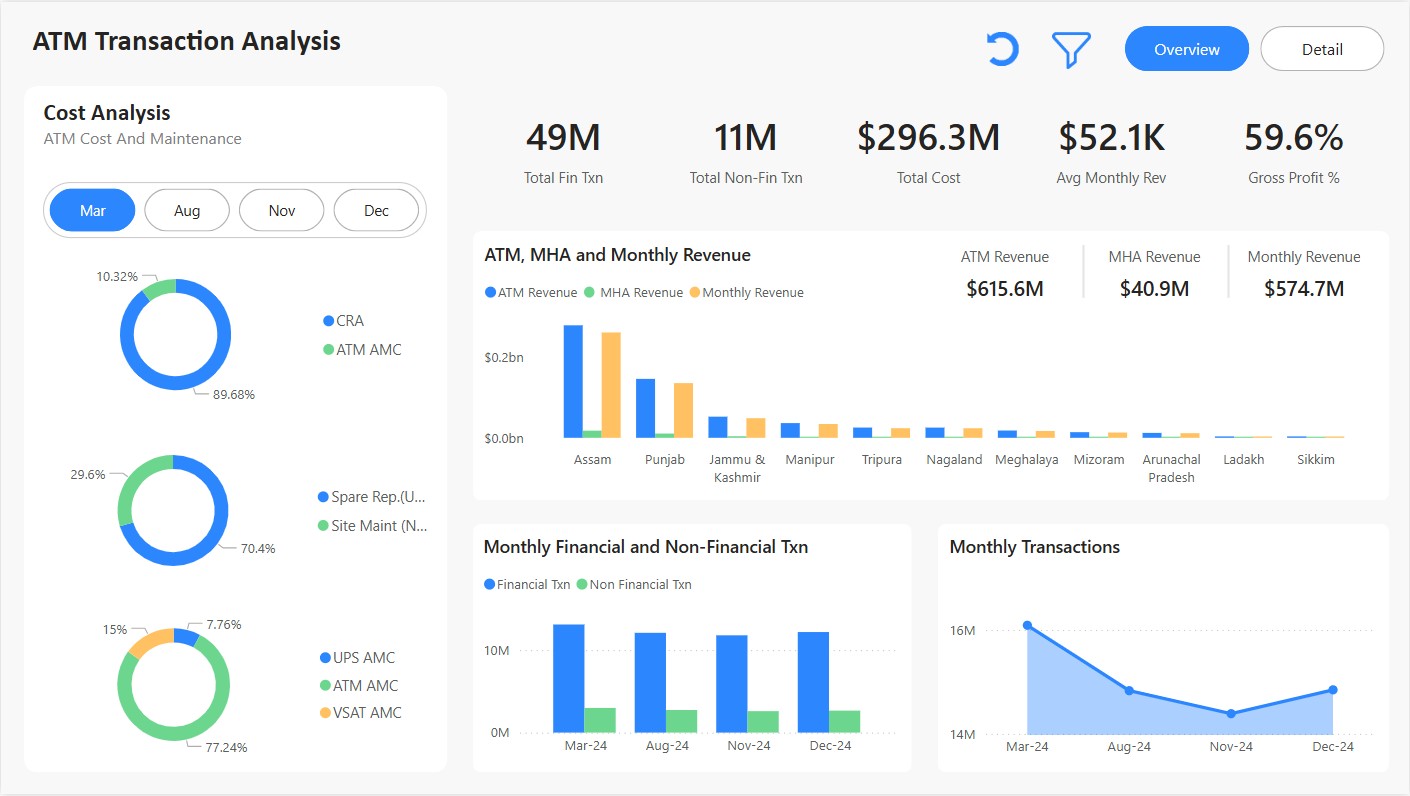 ATM Transaction Analysis
Overview
Detail
Cost Analysis
ATM Cost And Maintenance
Mar
Aug
Nov
Dec
10.32%
89.68%
CRA
ATM AMC
29.6%
70.4%
Spare Rep.(U...
Site Maint (N...
15%
7.76%
77.24%
UPS AMC
ATM AMC
VSAT AMC
49M
Total Fin Txn
11M
Total Non-Fin Txn
$296.3M
Total Cost
$52.1K
Avg Monthly Rev
59.6%
Gross Profit %
ATM, MHA and Monthly Revenue
ATM Revenue
MHA Revenue
Monthly Revenue
ATM Revenue
$615.6M
MHA Revenue
$40.9M
Monthly Revenue
$574.7M
$0.2bn
$0.0bn
Assam
Punjab
Jammu &
Kashmir
Manipur
Tripura
Nagaland
Meghalaya
Mizoram
Arunachal
Pradesh
Ladakh
Sikkim
Monthly Financial and Non-Financial Txn
Financial Txn
Non Financial Txn
10M
0M
Mar-24
Aug-24
Nov-24
Dec-24
Monthly Transactions
16M
14M
Mar-24
Aug-24
Nov-24
Dec-24